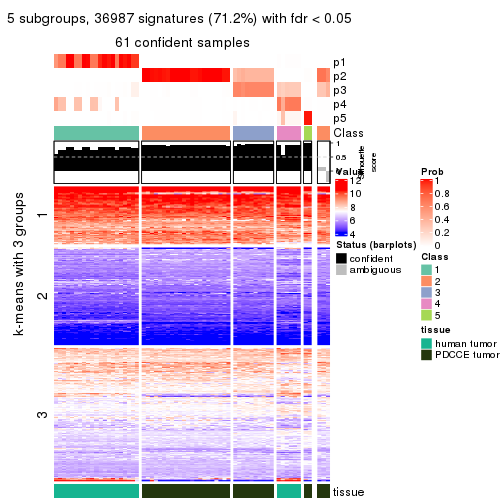 5 subgroups, 36987 signatures (71.2%) with fdr < 0.05
61 confident samples
p1
p2
p3
p4
p5
Class
1
0.5
0
silhouette
score
k-means with 3 groups
1
2
3
tissue
Value
12
10
8
6
4
Status (barplots)
confident
ambiguous
Prob
1
0.8
0.6
0.4
0.2
0
Class
1
2
3
4
5
tissue
human tumor
PDCCE tumor